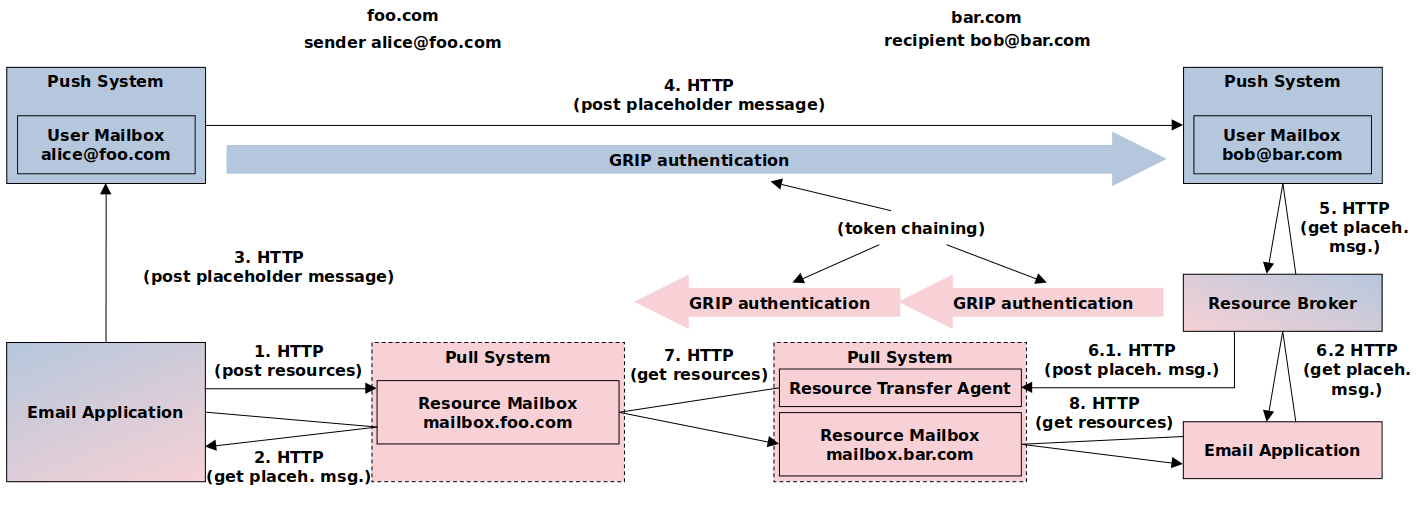 foo.com
sender alice@foo.com
bar.com
recipient bob@bar.com
Push System
User Mailbox
alice@foo.com
4. HTTP
(post placeholder message)
GRIP authentication
Push System
User Mailbox
bob@bar.com
5. HTTP
(get placeh.
msg.)
(token chaining)
3. HTTP
(post placeholder message)
GRIP authentication
GRIP authentication
Resource Broker
Email Application
1. HTTP
(post resources)
2. HTTP
(get placeh. msg.)
Pull System
Resource Mailbox
mailbox.foo.com
7. HTTP
(get resources)
Pull System
Resource Transfer Agent
Resource Mailbox
mailbox.bar.com
6.1. HTTP
(post placeh. msg.)
6.2 HTTP
(get placeh.
msg.)
8. HTTP
(get resources)
Email Application